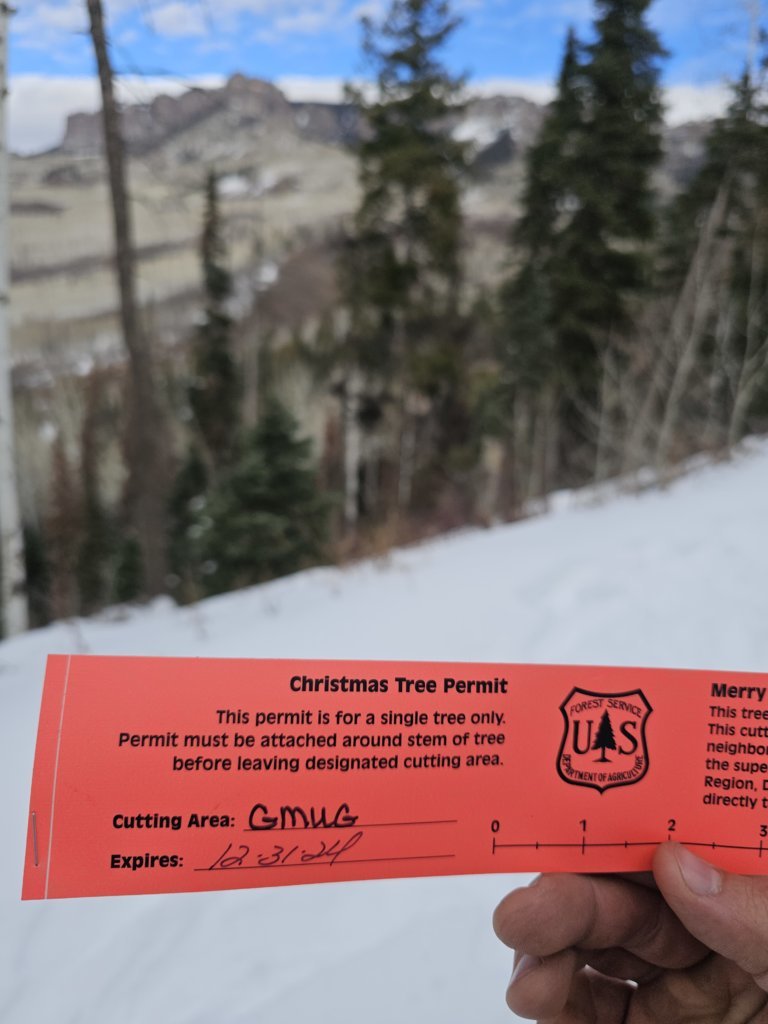 Christmas Tree Permit
This permit is for a single tree only.
Permit must be attached around stem of tree
before leaving designated cutting area.
Cutting Area: GMUG
Expires: 12-31-24
FOREST SERVICE
U S
DEPARTMENT OF AGRICULTURE
0 1 2 3
Merry
This tree
This cutt
neighbor
the supe
Region, D
directly t